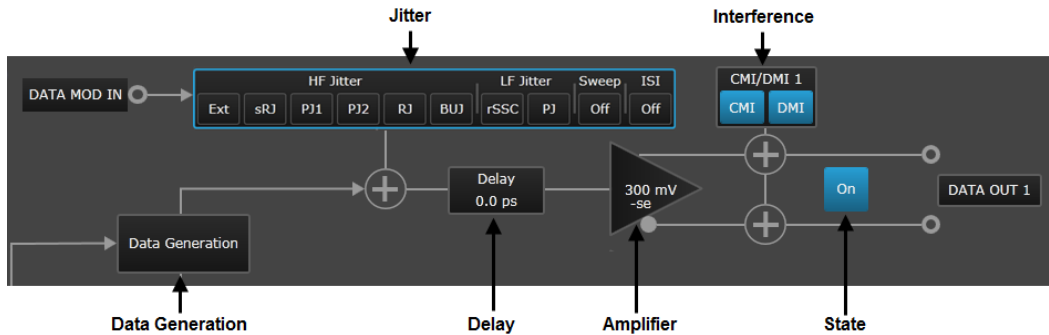 Jitter
Interference
HF Jitter LF Jitter Sweep ISI
CMI/DMI 1
DATA MOD IN
Ext sRJ PJ1 PJ2 RJ BUJ rSSC PJ Off Off
CMI DMI
Delay
0.0 ps
300 mV
-se
On
DATA OUT 1
Data Generation
Data Generation
Delay
Amplifier
State